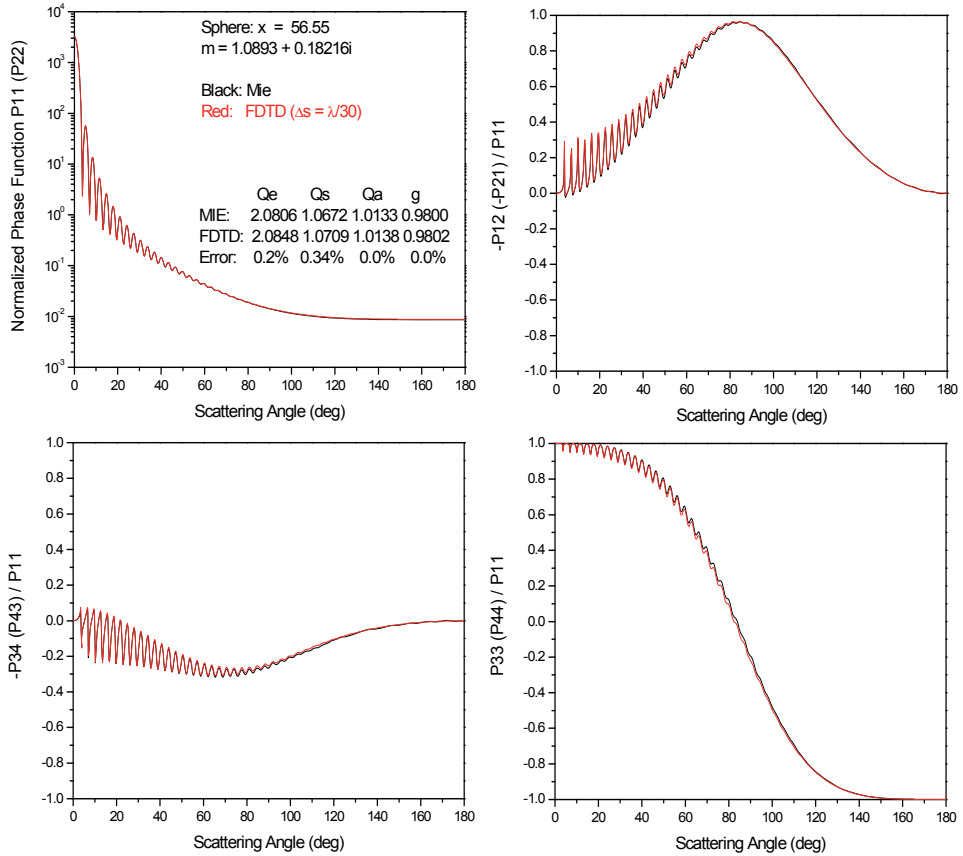 Sphere: x = 56.55
m = 1.0893 + 0.18216i
Black: Mie
Red: FDTD (Δs = λ/30)
Qe Qs Qa g
MIE: 2.0806 1.0672 1.0133 0.9800
FDTD: 2.0848 1.0709 1.0138 0.9802
Error: 0.2% 0.34% 0.0% 0.0%
Normalized Phase Function P11 (P22)
10^4
10^3
10^2
10^1
10^0
10^-1
10^-2
10^-3
0 20 40 60 80 100 120 140 160 180
Scattering Angle (deg)
-P12 (-P21) / P11
1.0
0.8
0.6
0.4
0.2
0.0
-0.2
-0.4
-0.6
-0.8
-1.0
0 20 40 60 80 100 120 140 160 180
Scattering Angle (deg)
-P34 (P43) / P11
1.0
0.8
0.6
0.4
0.2
0.0
-0.2
-0.4
-0.6
-0.8
-1.0
0 20 40 60 80 100 120 140 160 180
Scattering Angle (deg)
P33 (P44) / P11
1.0
0.8
0.6
0.4
0.2
0.0
-0.2
-0.4
-0.6
-0.8
-1.0
0 20 40 60 80 100 120 140 160 180
Scattering Angle (deg)